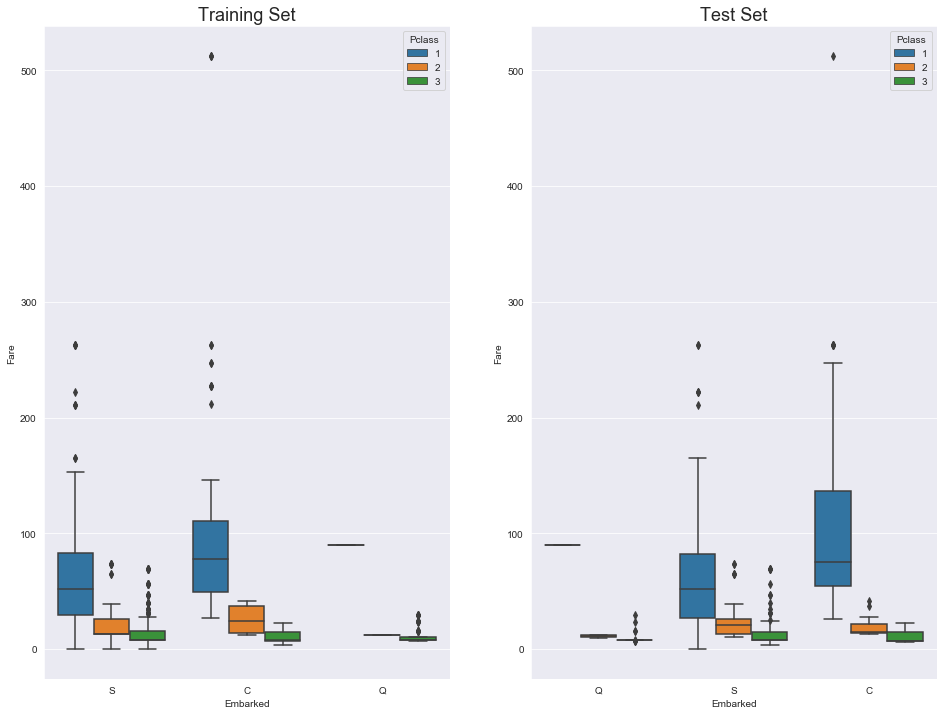 Training Set
Pclass
1
2
3
500
400
300
200
100
0
Fare
S C Q
Embarked
Test Set
Pclass
1
2
3
500
400
300
200
100
0
Fare
Q S C
Embarked